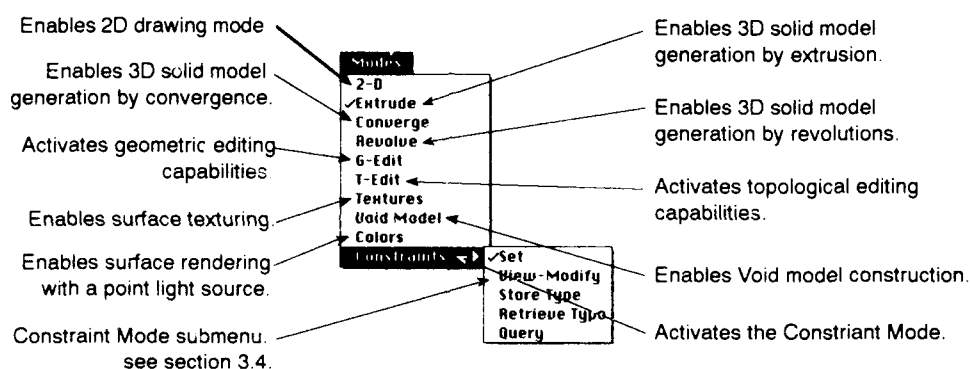 Enables 2D drawing mode
Enables 3D solid model
generation by convergence.
Activates geometric editing
capabilities.
Enables surface texturing.
Enables surface rendering
with a point light source.
Constraint Mode submenu.
see section 3.4.
Modes
2-D
✓Extrude
Converge
Revolve
G-Edit
T-Edit
Textures
Void Model
Colors
Constraints
✓Set
View-Modify
Store Type
Retrieve Type
Query
Enables 3D solid model
generation by extrusion.
Enables 3D solid model
generation by revolutions.
Activates topological editing
capabilities.
Enables Void model construction.
Activates the Constriant Mode.